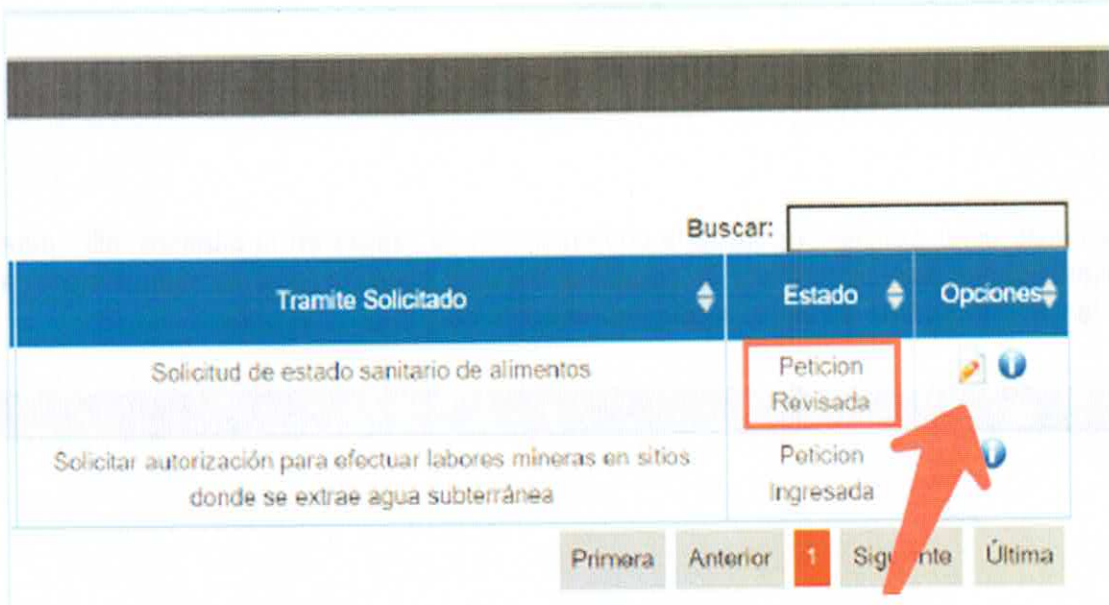 Buscar:
Tramite Solicitado Estado Opciones
Solicitud de estado sanitario de alimentos Peticion
Revisada
Solicitar autorización para efectuar labores mineras en sitios Peticion
donde se extrae agua subterránea Ingresada
Primera Anterior 1 Siguiente Última